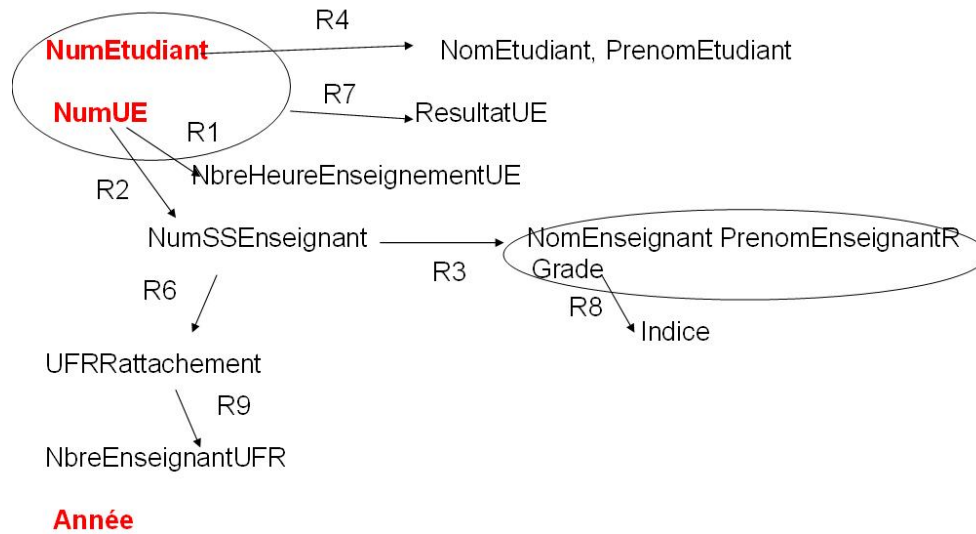 R4
NumEtudiant
NomEtudiant, PrenomEtudiant
R7
NumUE
ResultatUE
R1
NbreHeureEnseignementUE
R2
NumSSEnseignant
NomEnseignant PrenomEnseignantR
R3
Grade
R6
R8
Indice
UFRRattachement
R9
NbreEnseignantUFR
Année